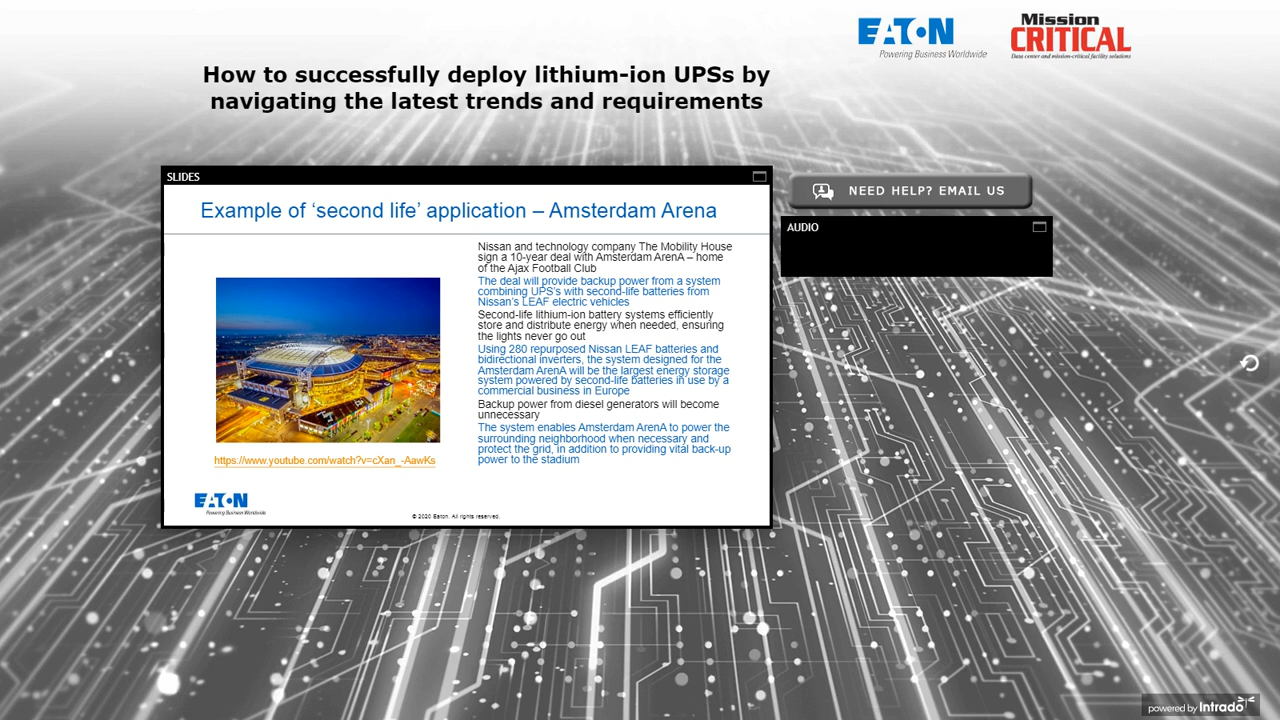 EATON
Powering Business Worldwide
Mission
CRITICAL
Data center and mission-critical facility solutions
How to successfully deploy lithium-ion UPSs by
navigating the latest trends and requirements
SLIDES
Example of ‘second life’ application – Amsterdam Arena
Nissan and technology company The Mobility House
sign a 10-year deal with Amsterdam ArenA – home
of the Ajax Football Club
The deal will provide backup power from a system
combining UPS's with second-life batteries from
Nissan's LEAF electric vehicles
Second-life lithium-ion battery systems efficiently
store and distribute energy when needed, ensuring
the lights never go out
Using 280 repurposed Nissan LEAF batteries and
bidirectional inverters, the system designed for the
Amsterdam ArenA will be the largest energy storage
system powered by second-life batteries in use by a
commercial business in Europe
Backup power from diesel generators will become
unnecessary
The system enables Amsterdam ArenA to power the
surrounding neighborhood when necessary and
protect the grid, in addition to providing vital back-up
power to the stadium
https://www.youtube.com/watch?v=cXan_-AawKs
EATON
Powering Business Worldwide
© 2020 Eaton. All rights reserved.
NEED HELP? EMAIL US
AUDIO
powered by Intrado